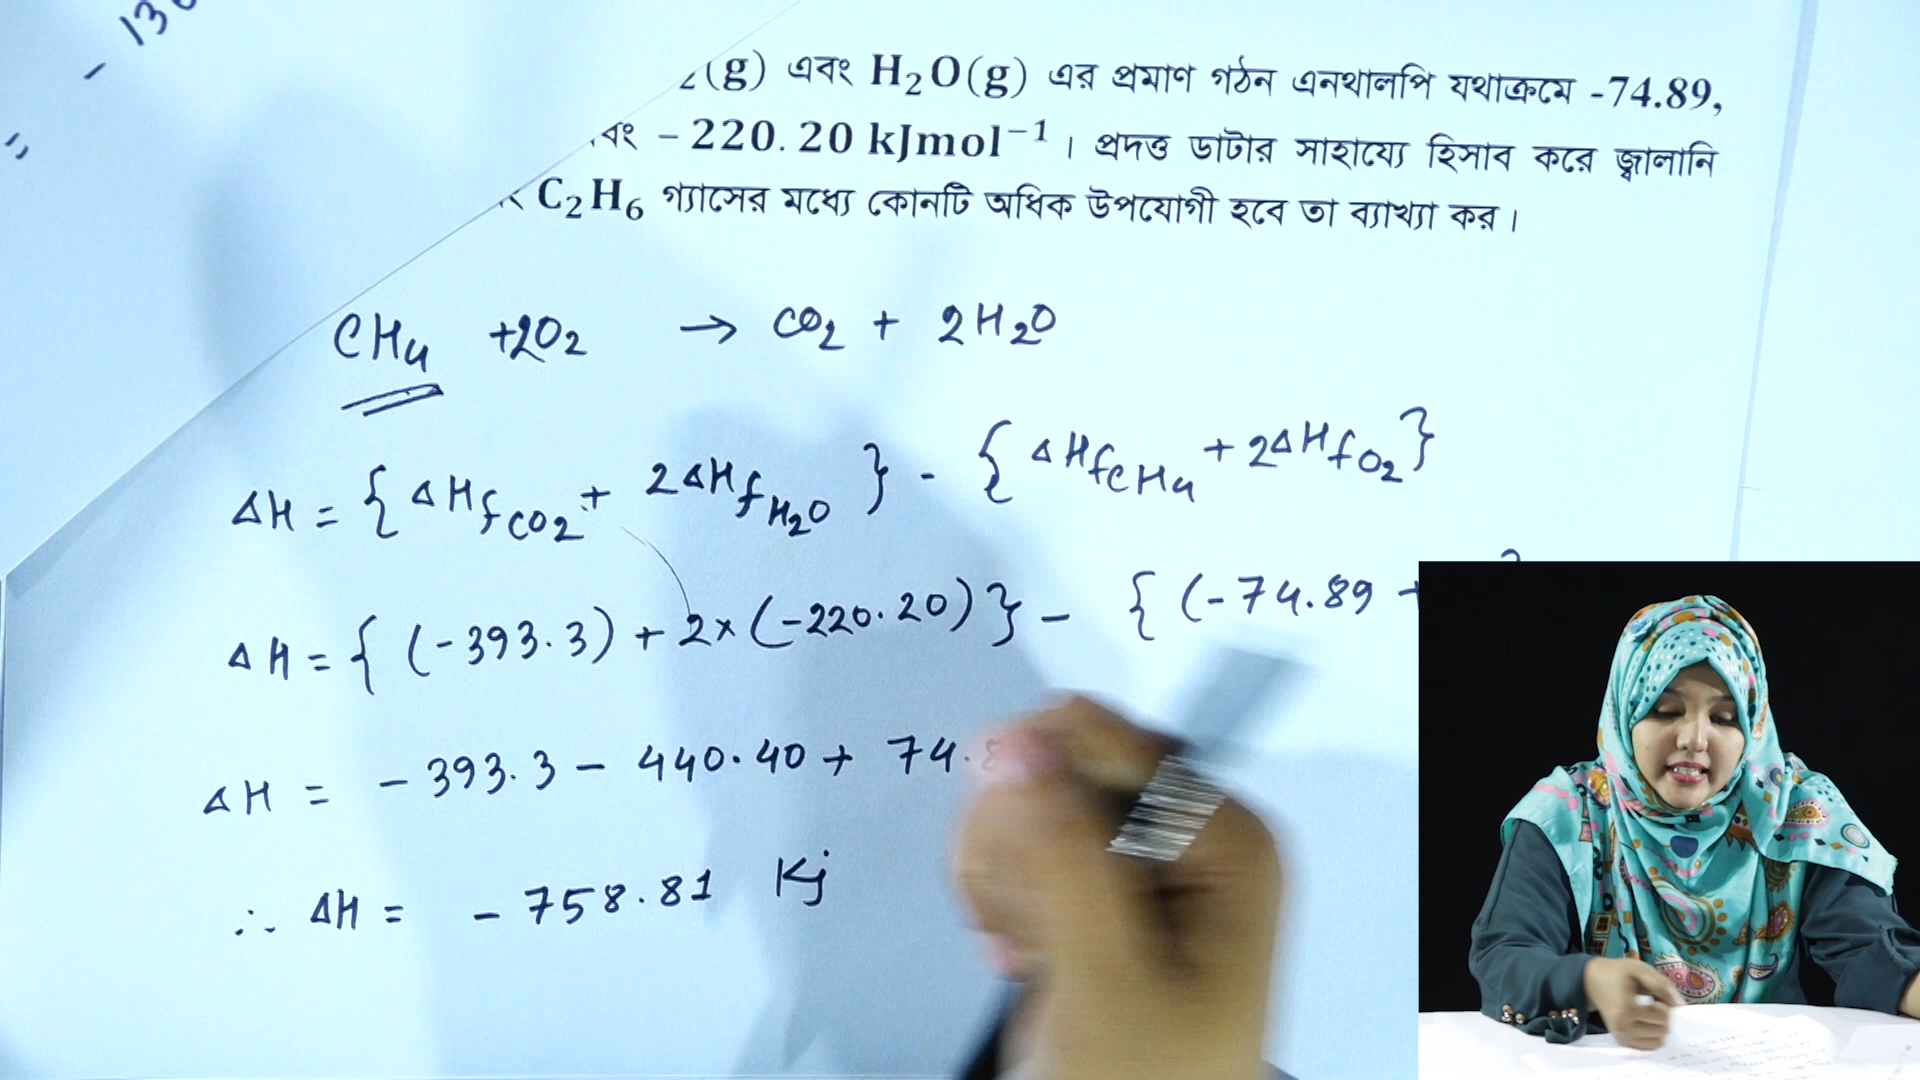 - 13
=
(g) এবং H₂O(g) এর প্রমাণ গঠন এনথালপি যথাক্রমে -74.89,
− 220. 20 kJmol⁻¹ । প্রদত্ত ডাটার সাহায্যে হিসাব করে জ্বালানি
C₂H₆ গ্যাসের মধ্যে কোনটি অধিক উপযোগী হবে তা ব্যাখ্যা কর।
CH₄ +2O₂ → CO₂ + 2H₂O
ΔH = { ΔHf CO₂ + 2ΔHf H₂O } - { ΔHf CH₄ + 2ΔHf O₂ }
ΔH = { (-393.3) + 2×(-220.20) } - { (-74.89
ΔH = - 393.3 - 440.40 + 74.8
∴ ΔH = - 758.81 Kj